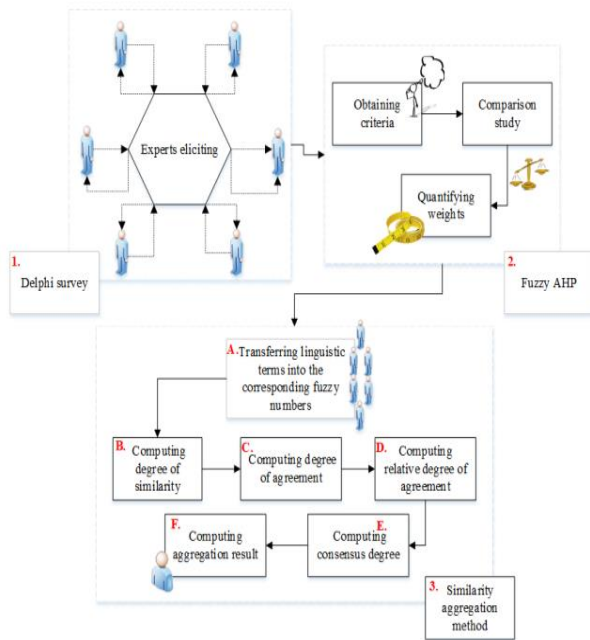 Experts eliciting
1.
Delphi survey
Obtaining
criteria
Comparison
study
Quantifying
weights
2.
Fuzzy AHP
A. Transferring linguistic
terms into the
corresponding fuzzy
numbers
B.
Computing
degree of
similarity
C.
Computing degree
of agreement
D.
Computing
relative degree of
agreement
E.
Computing
consensus degree
F.
Computing
aggregation result
3. Similarity
aggregation
method